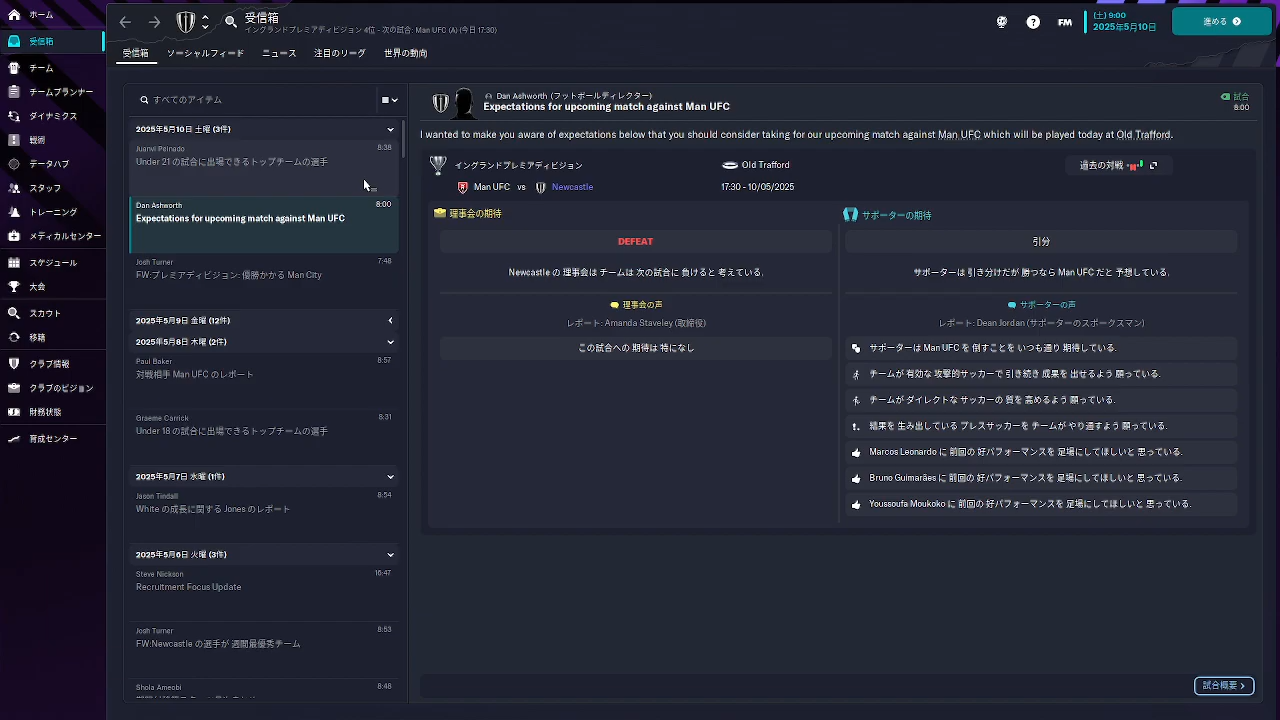 ホーム
受信箱
チーム
チームプランナー
ダイナミクス
戦術
データハブ
スタッフ
トレーニング
メディカルセンター
スケジュール
大会
スカウト
移籍
クラブ情報
クラブのビジョン
財務状態
育成センター
受信箱
イングランドプレミアディビジョン 4位 - 次の試合: Man UFC (A) (今日 17:30)
FM
(土) 9:00
2025年5月10日
進める
受信箱
ソーシャルフィード
ニュース
注目のリーグ
世界の動向
すべてのアイテム
2025年5月10日 土曜 (3件)
Juanvi Peinado
8:38
Under 21 の試合に出場できるトップチームの選手
Dan Ashworth
8:00
Expectations for upcoming match against Man UFC
Josh Turner
7:48
FW:プレミアディビジョン: 優勝かかる Man City
2025年5月9日 金曜 (12件)
2025年5月8日 木曜 (2件)
Paul Baker
8:57
対戦相手 Man UFC のレポート
Graeme Carrick
8:31
Under 18 の試合に出場できるトップチームの選手
2025年5月7日 水曜 (1件)
Jason Tindall
8:54
White の成長に関する Jones のレポート
2025年5月6日 火曜 (3件)
Steve Nickson
16:47
Recruitment Focus Update
Josh Turner
8:53
FW:Newcastle の選手が 週間最優秀チーム
Shola Ameobi
8:48
Dan Ashworth (フットボールディレクター)
Expectations for upcoming match against Man UFC
試合
8:00
I wanted to make you aware of expectations below that you should consider taking for our upcoming match against Man UFC which will be played today at Old Trafford.
イングランドプレミアディビジョン
Old Trafford
過去の対戦
Man UFC vs Newcastle
17:30 - 10/05/2025
理事会の期待
DEFEAT
Newcastle の 理事会は チームは 次の試合に 負けると 考えている.
理事会の声
レポート: Amanda Staveley (取締役)
この試合への 期待は 特になし
サポーターの期待
引分
サポーターは 引き分けだが 勝つなら Man UFC だと 予想している.
サポーターの声
レポート: Dean Jordan (サポーターのスポークスマン)
サポーターは Man UFC を 倒すことを いつも通り 期待している.
チームが 有効な 攻撃的サッカーで 引き続き 成果を 出せるよう 願っている.
チームが ダイレクトな サッカーの 質を 高めるよう 願っている.
結果を 生み出している プレスサッカーを チームが やり通すよう 願っている.
Marcos Leonardo に 前回の 好パフォーマンスを 足場にしてほしいと 思っている.
Bruno Guimarães に 前回の 好パフォーマンスを 足場にしてほしいと 思っている.
Youssoufa Moukoko に 前回の 好パフォーマンスを 足場にしてほしいと 思っている.
試合概要